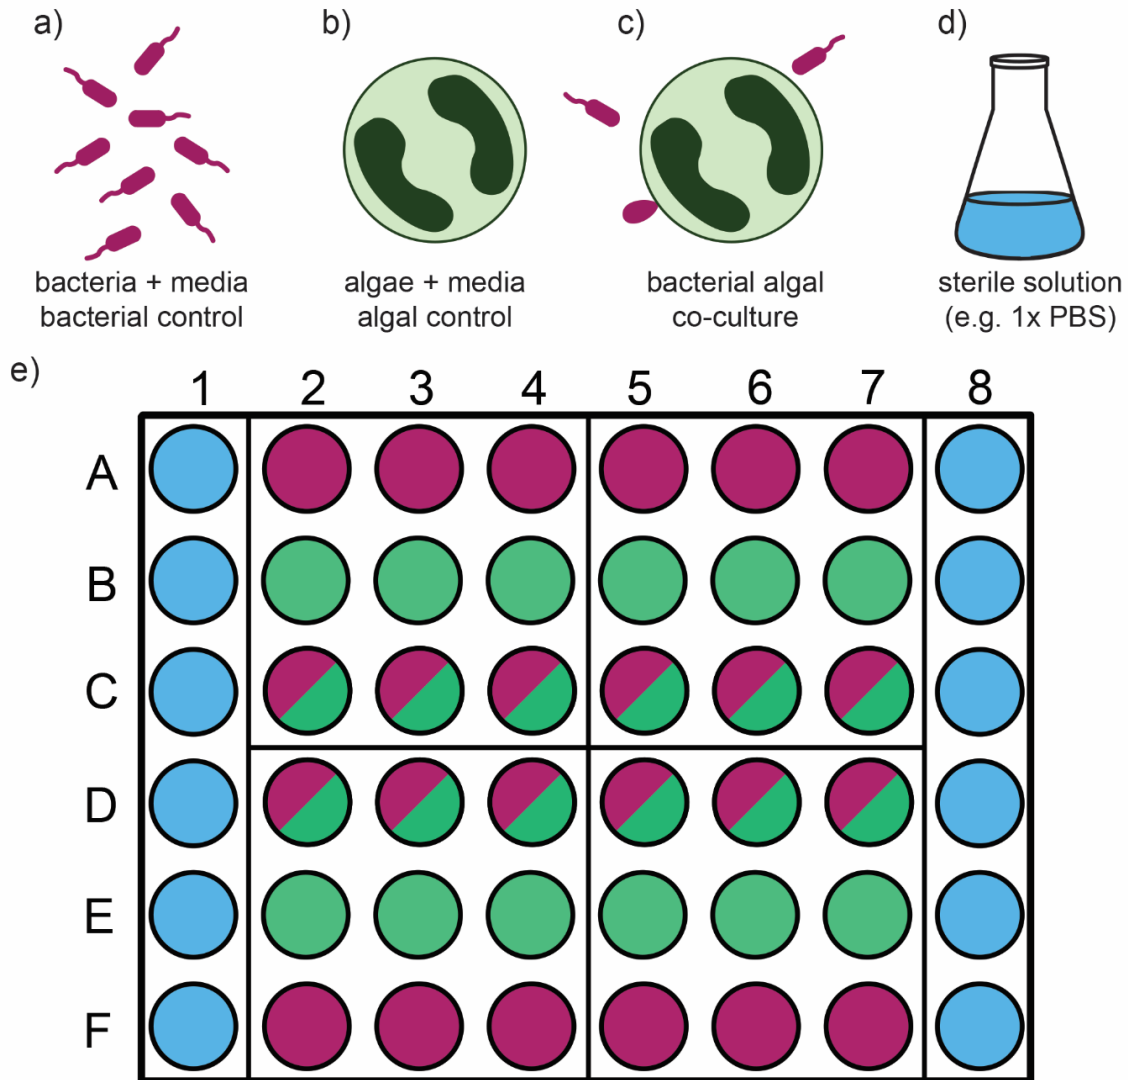 a)
b)
c)
d)
bacteria + media
bacterial control
algae + media
algal control
bacterial algal
co-culture
sterile solution
(e.g. 1x PBS)
e)
1 2 3 4 5 6 7 8
A
B
C
D
E
F